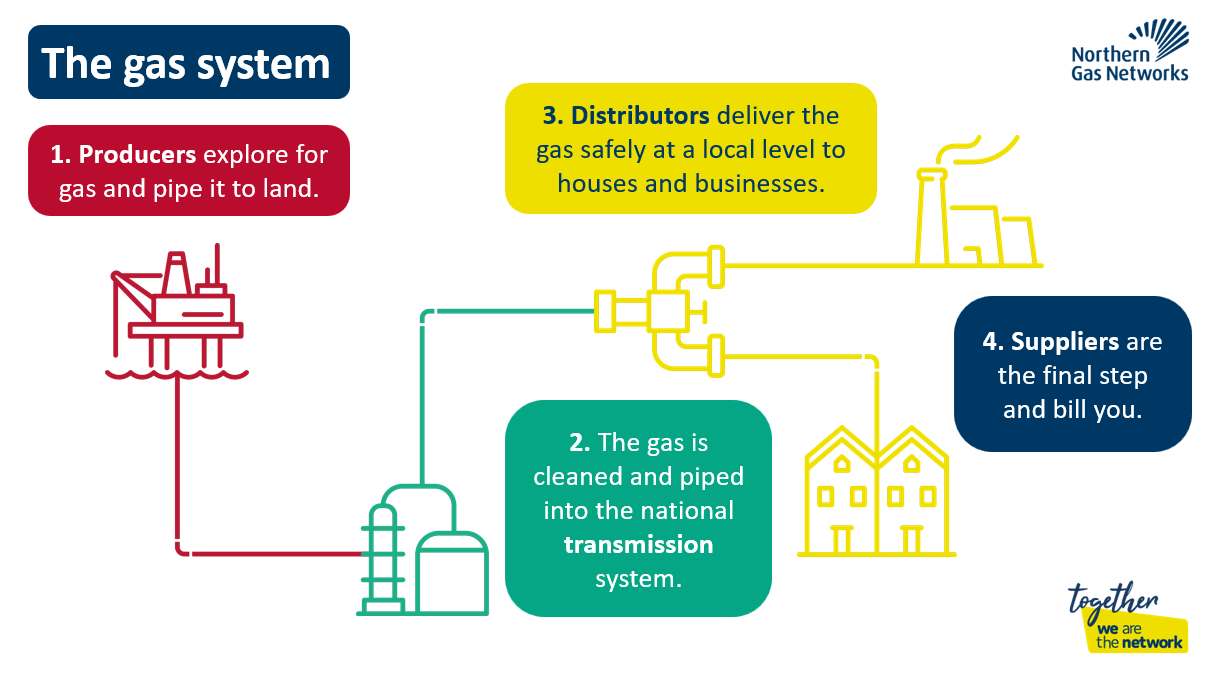 The gas system
Northern
Gas Networks
1. Producers explore for
gas and pipe it to land.
3. Distributors deliver the
gas safely at a local level to
houses and businesses.
4. Suppliers are
the final step
and bill you.
2. The gas is
cleaned and piped
into the national
transmission
system.
together
we are
the network